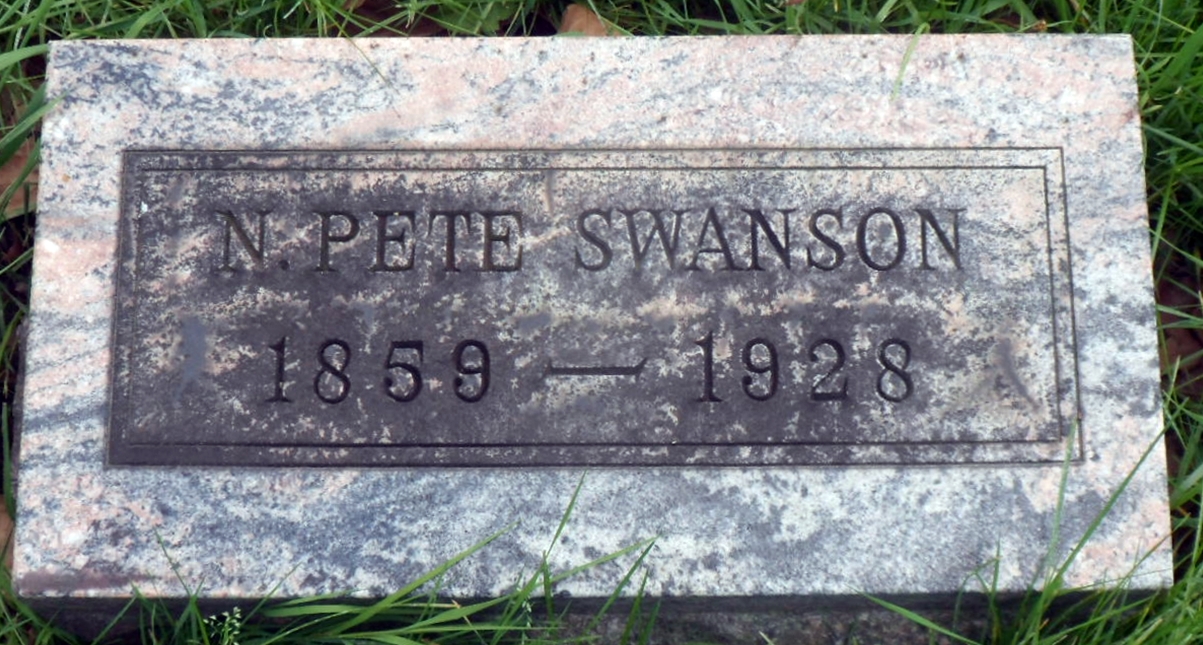 N. PETE SWANSON
1859 — 1928